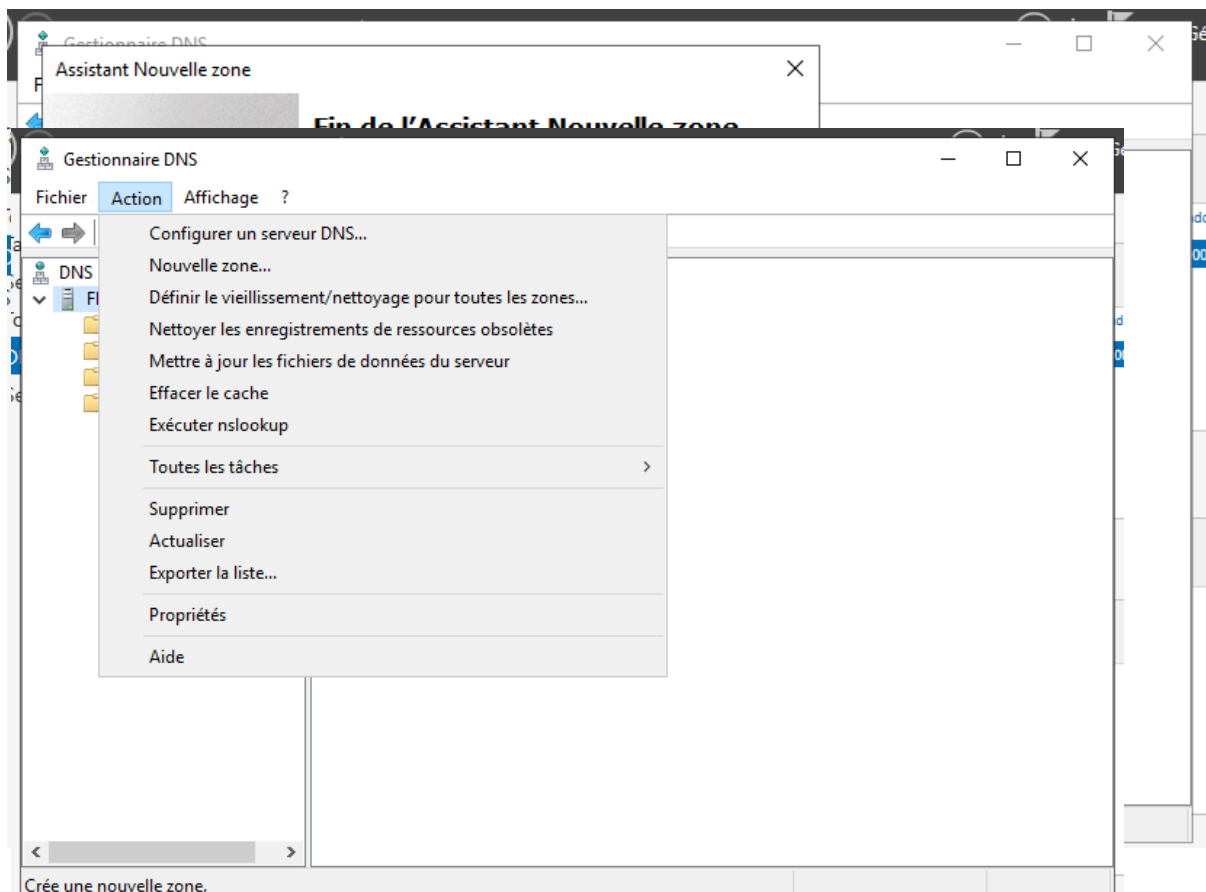 Gestionnaire DNS
Assistant Nouvelle zone
Fin de l'Assistant Nouvelle zone
Gestionnaire DNS
Fichier Action Affichage ?
Configurer un serveur DNS...
Nouvelle zone...
Définir le vieillissement/nettoyage pour toutes les zones...
Nettoyer les enregistrements de ressources obsolètes
Mettre à jour les fichiers de données du serveur
Effacer le cache
Exécuter nslookup
Toutes les tâches
Supprimer
Actualiser
Exporter la liste...
Propriétés
Aide
DNS
Crée une nouvelle zone.